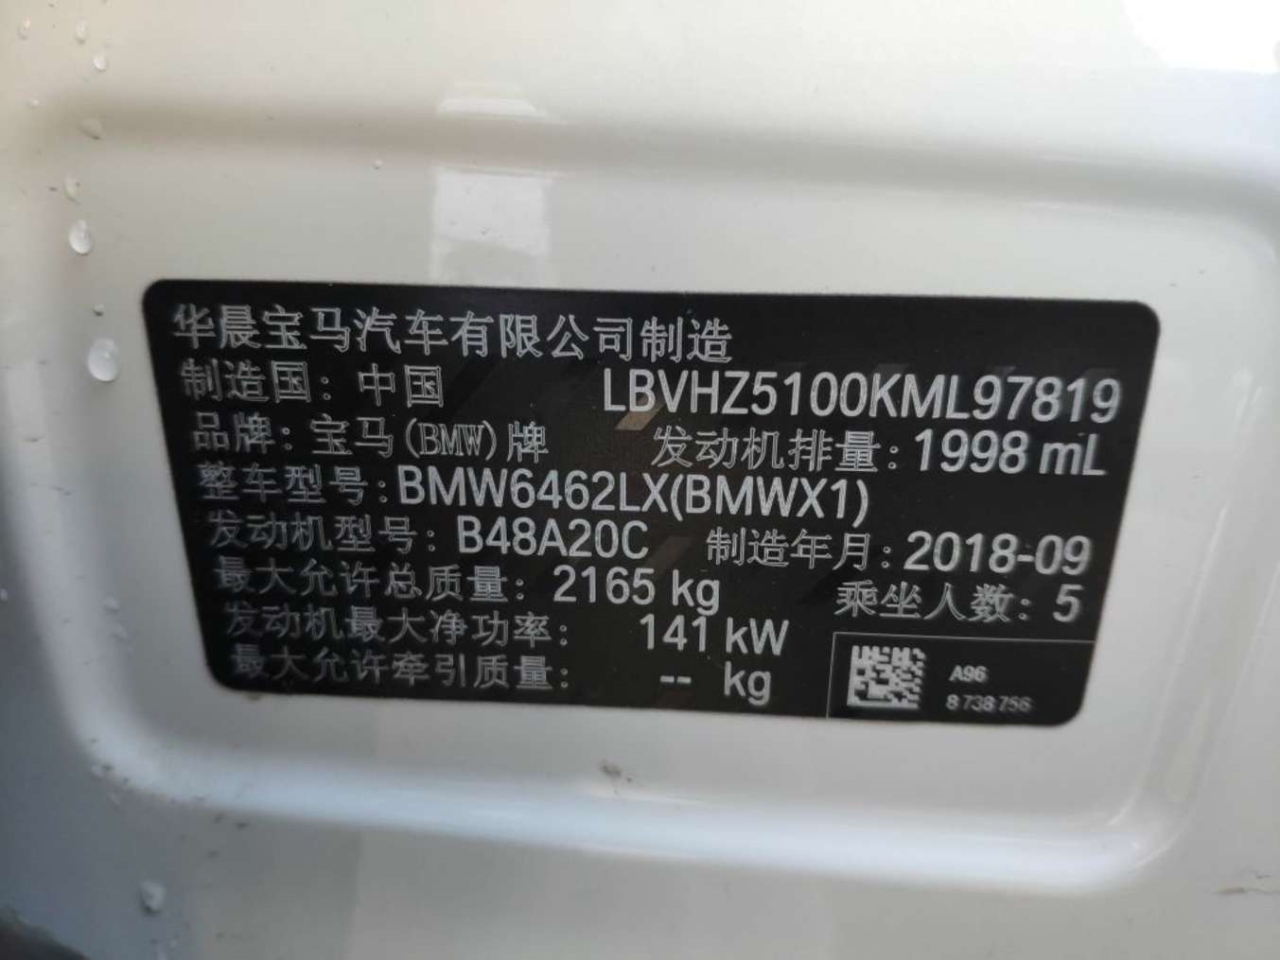 华晨宝马汽车有限公司制造
制造国：中国 LBVHZ5100KML97819
品牌：宝马(BMW)牌 发动机排量：1998 mL
整车型号：BMW6462LX(BMWX1)
发动机型号：B48A20C 制造年月：2018-09
最大允许总质量：2165 kg 乘坐人数：5
发动机最大净功率： 141 kW
最大允许牵引质量： -- kg
A96
8 738 756